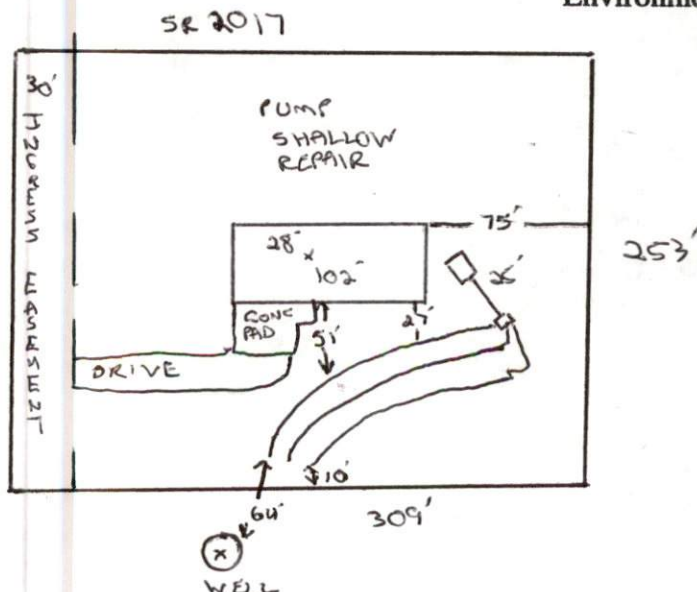 Environme
SR 2017
30' INGRESS EASEMENT
PUMP
SHALLOW
REPAIR
75'
253'
28'
x
102'
25'
CONC
PAD
51'
DRIVE
10'
64'
309'
x
WELL